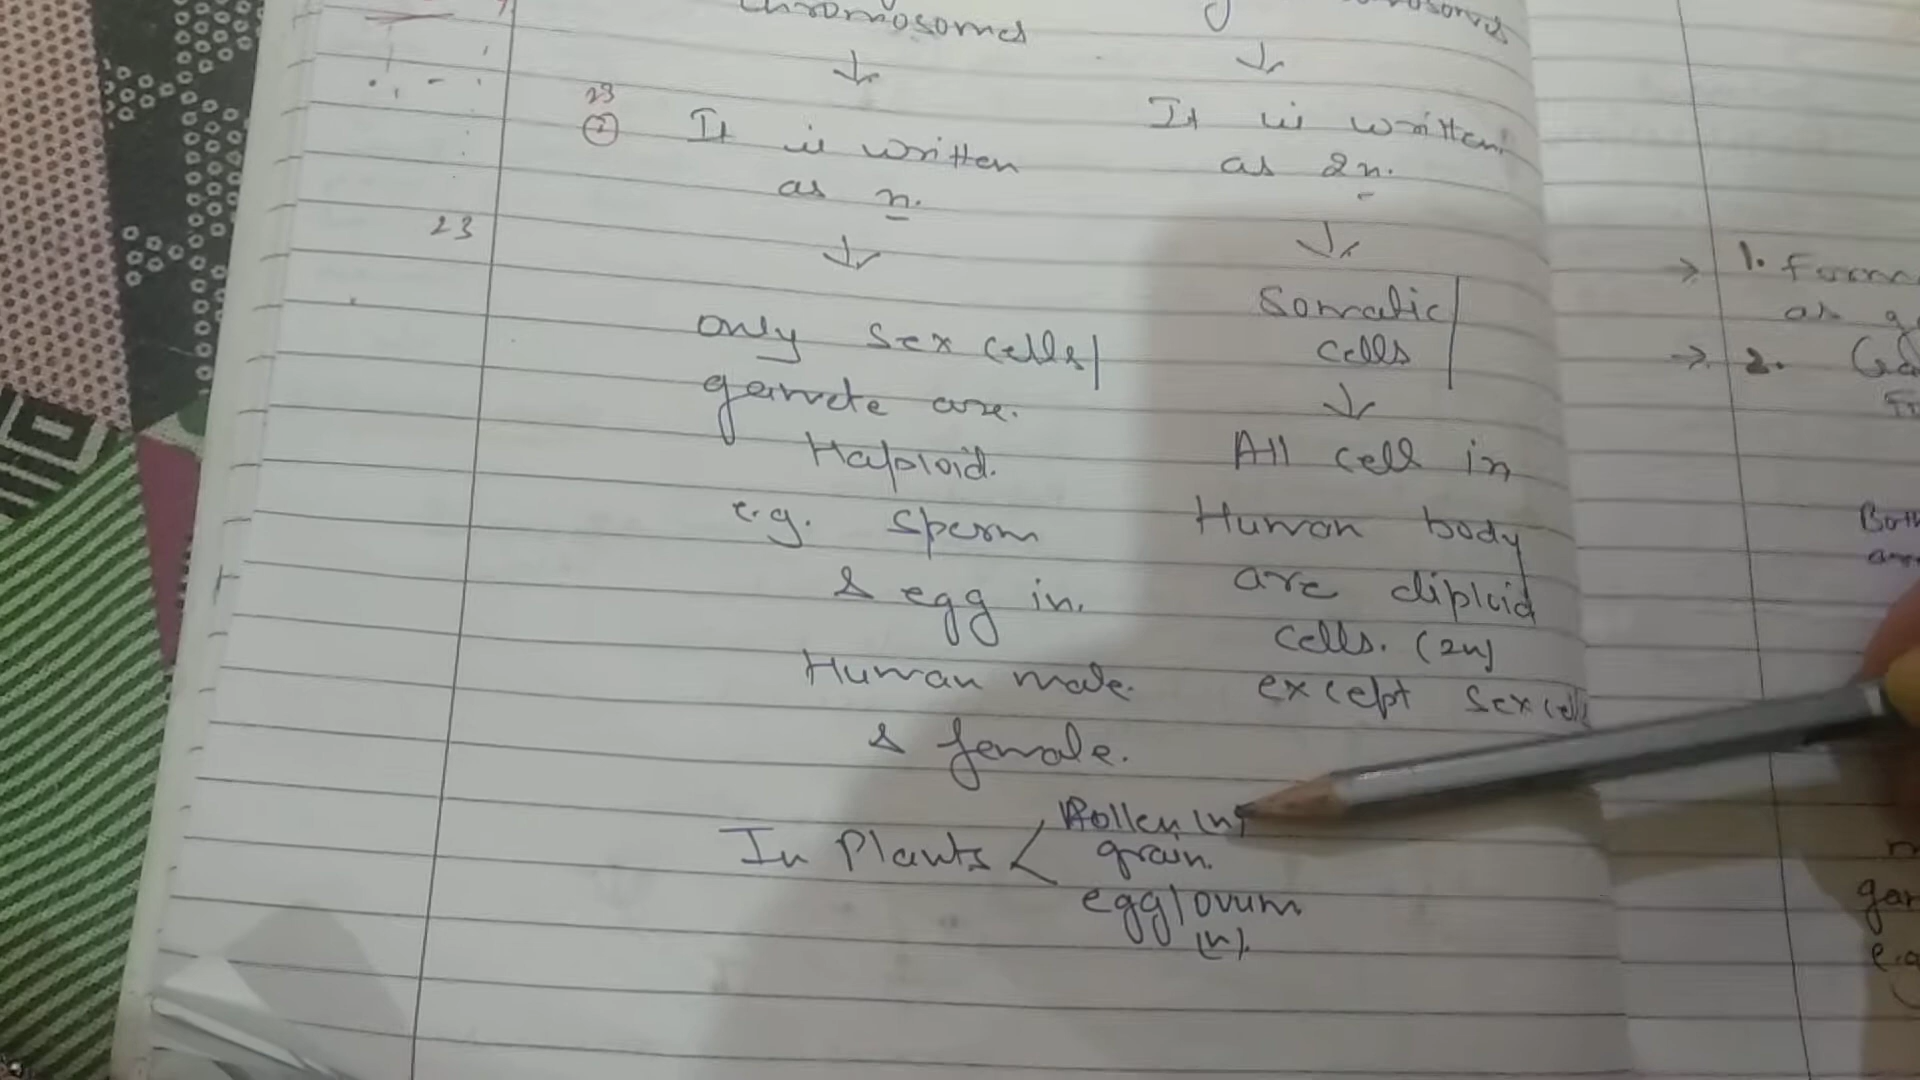 chromosomes
↓
23
② It is written
as n.
23
↓
only sex cells/
gamete are.
Haploid.
e.g. sperm
& egg in.
Human male.
& female.
In Plants < Pollen (n)
grain.
egg/ovum
(n).
↓
It is written
as 2n.
↓
Somatic
cells
↓
All cell in
Human body
are diploid
cells. (2n)
except sex cells
→ 1.
→ 2.